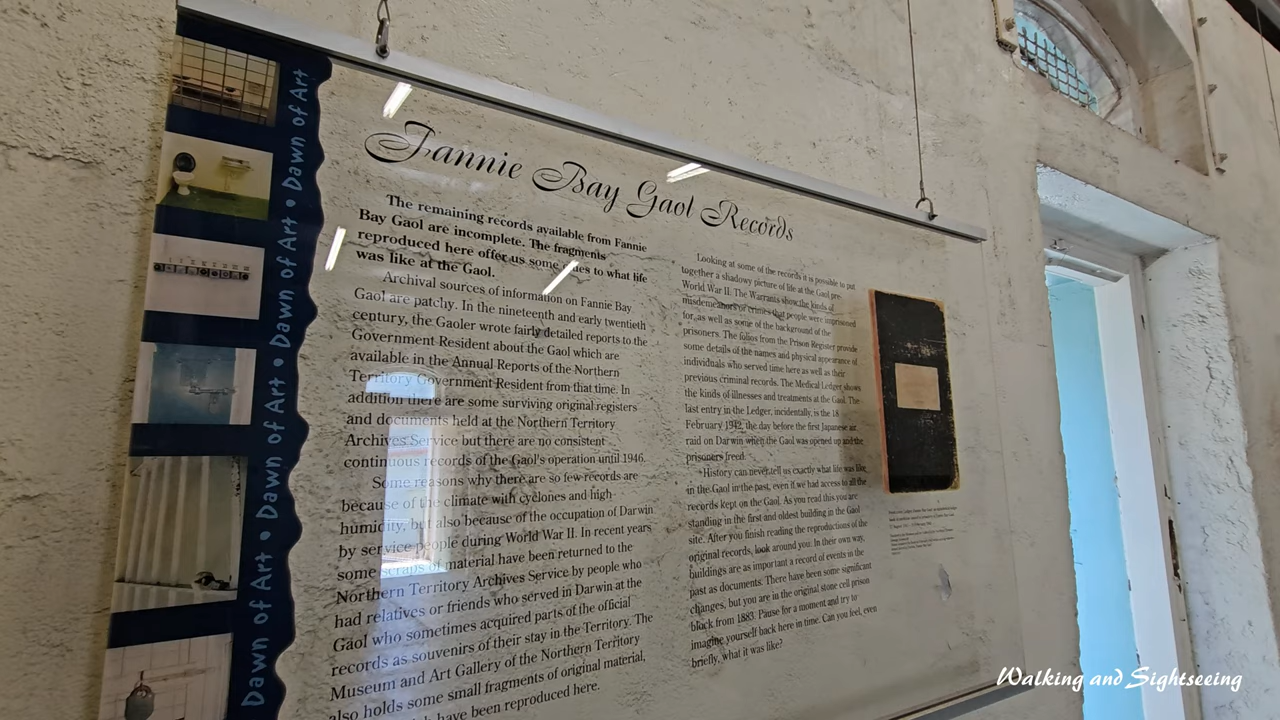 Dawn of Art • Dawn of Art • Dawn of Art • Dawn of Art
Fannie Bay Gaol Records
The remaining records available from Fannie
Bay Gaol are incomplete. The fragments
reproduced here offer us some to what life
was like at the Gaol.
Archival sources of information on Fannie Bay
Gaol are patchy. In the nineteenth and early twentieth
century, the Gaoler wrote fairly detailed reports to the
Government Resident about the Gaol which are
available in the Annual Reports of the Northern
Territory Government Resident from that time. In
addition there are some surviving original registers
and documents held at the Northern Territory
Archives Service but there are no consistent
continuous records of the Gaol's operation until 1946.
Some reasons why there are so few records are
because of the climate with cyclones and high
humidity, but also because of the occupation of Darwin
by service people during World War II. In recent years
some scraps of material have been returned to the
Northern Territory Archives Service by people who
had relatives or friends who served in Darwin at the
Gaol who sometimes acquired parts of the official
records as souvenirs of their stay in the Territory. The
Museum and Art Gallery of the Northern Territory
also holds some small fragments of original material,
have been reproduced here.
Looking at some of the records it is possible to put
together a shadowy picture of life at the Gaol pre-
World War II. The Warrants show the kinds of
misdemeanors or crimes that people were imprisoned
for, as well as some of the background of the
prisoners. The folios from the Prison Register provide
some details of the names and physical appearance of
individuals who served time here as well as their
previous criminal records. The Medical Ledger shows
the kinds of illnesses and treatments at the Gaol. The
last entry in the Ledger, incidentally, is the 18
February 1942, the day before the first Japanese air
raid on Darwin when the Gaol was opened up and the
prisoners freed.
History can never tell us exactly what life was like
in the Gaol in the past, even if we had access to all the
records kept on the Gaol. As you read this you are
standing in the first and oldest building in the Gaol
site. After you finish reading the reproductions of the
original records, look around you. In their own way,
buildings are as important a record of events in the
past as documents. There have been some significant
changes, but you are in the original stone cell prison
block from 1883. Pause for a moment and try to
imagine yourself back here in time. Can you feel, even
briefly, what it was like?
Walking and Sightseeing